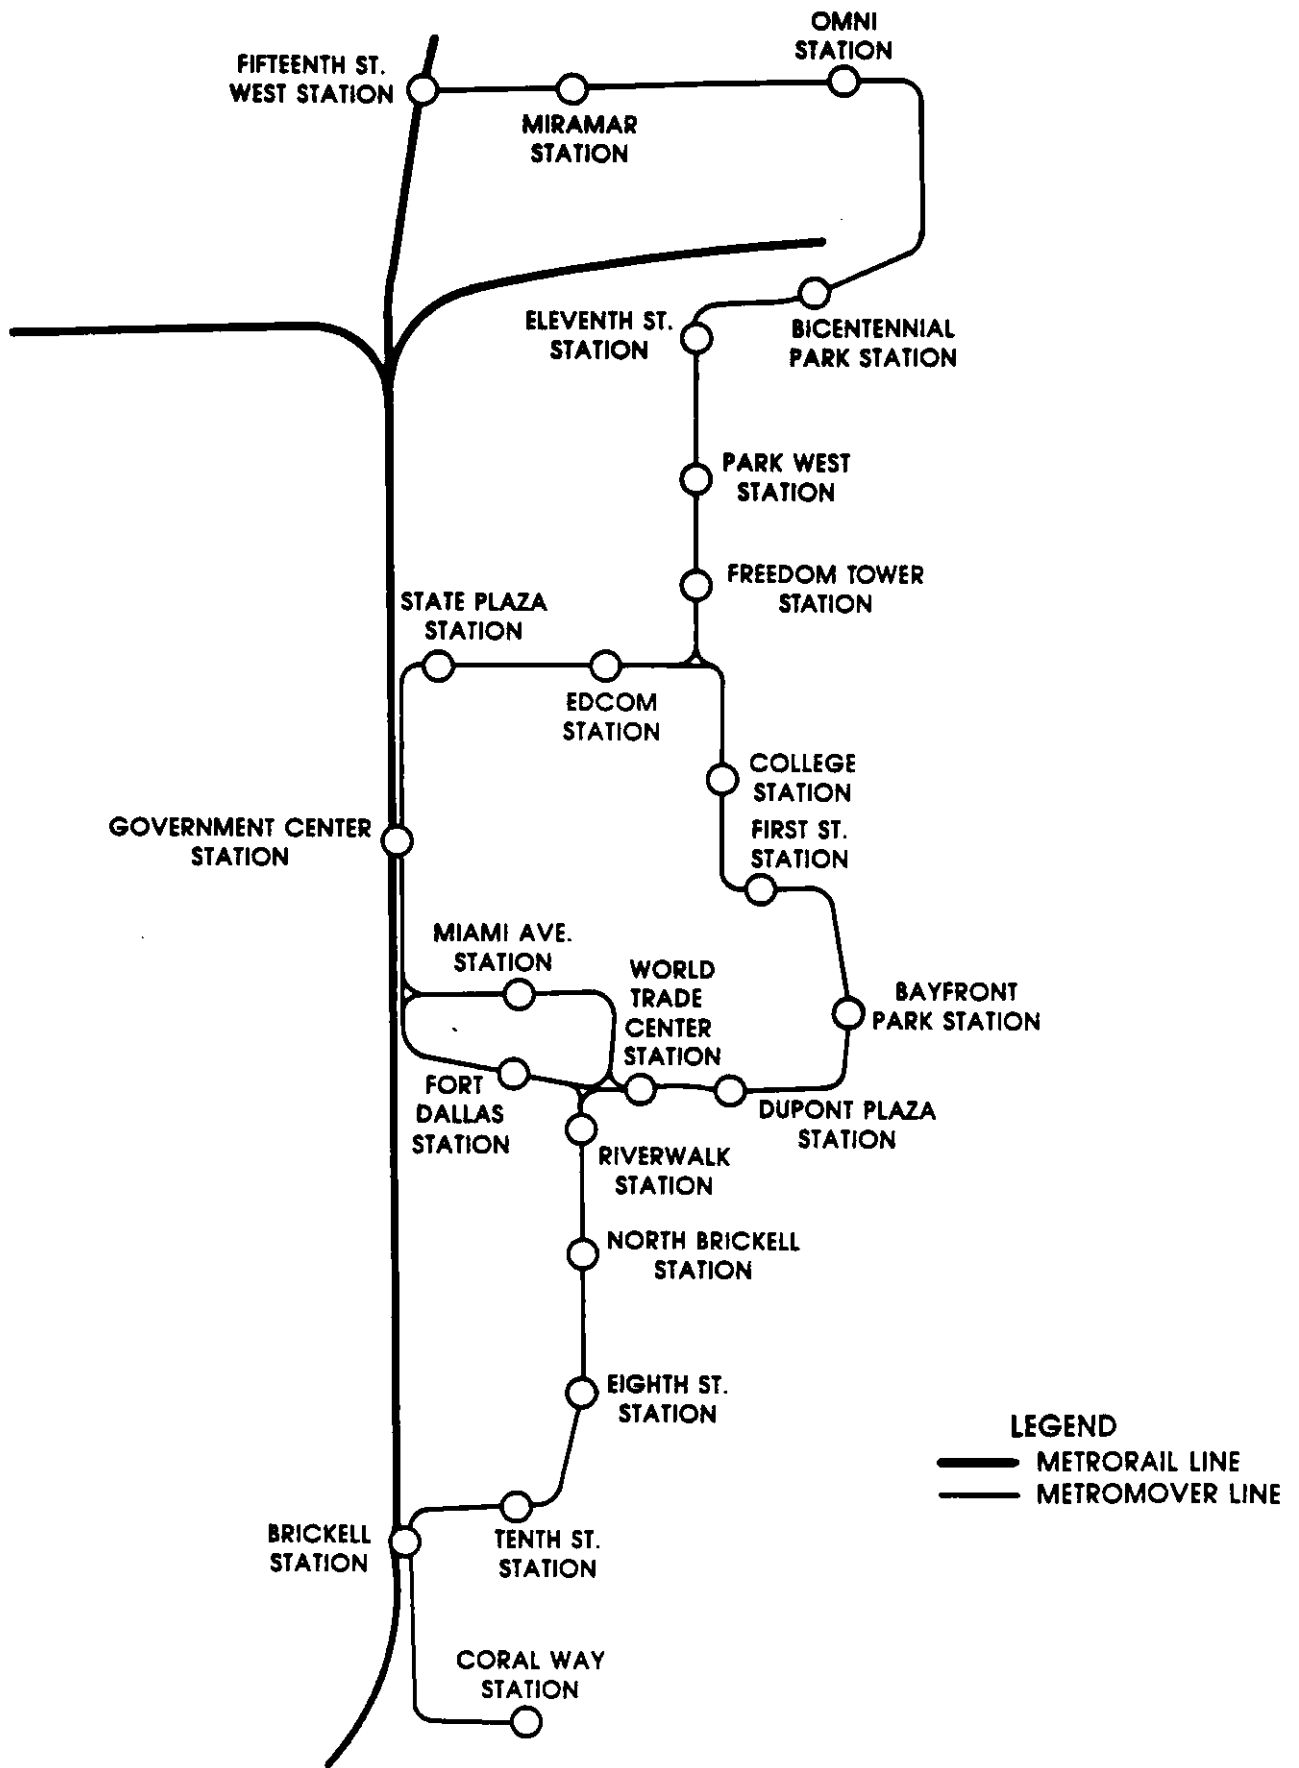 OMNI
STATION
FIFTEENTH ST.
WEST STATION
MIRAMAR
STATION
ELEVENTH ST.
STATION
BICENTENNIAL
PARK STATION
PARK WEST
STATION
FREEDOM TOWER
STATION
STATE PLAZA
STATION
EDCOM
STATION
COLLEGE
STATION
GOVERNMENT CENTER
STATION
FIRST ST.
STATION
MIAMI AVE.
STATION
WORLD
TRADE
CENTER
STATION
BAYFRONT
PARK STATION
FORT
DALLAS
STATION
DUPONT PLAZA
STATION
RIVERWALK
STATION
NORTH BRICKELL
STATION
EIGHTH ST.
STATION
LEGEND
METRORAIL LINE
METROMOVER LINE
BRICKELL
STATION
TENTH ST.
STATION
CORAL WAY
STATION